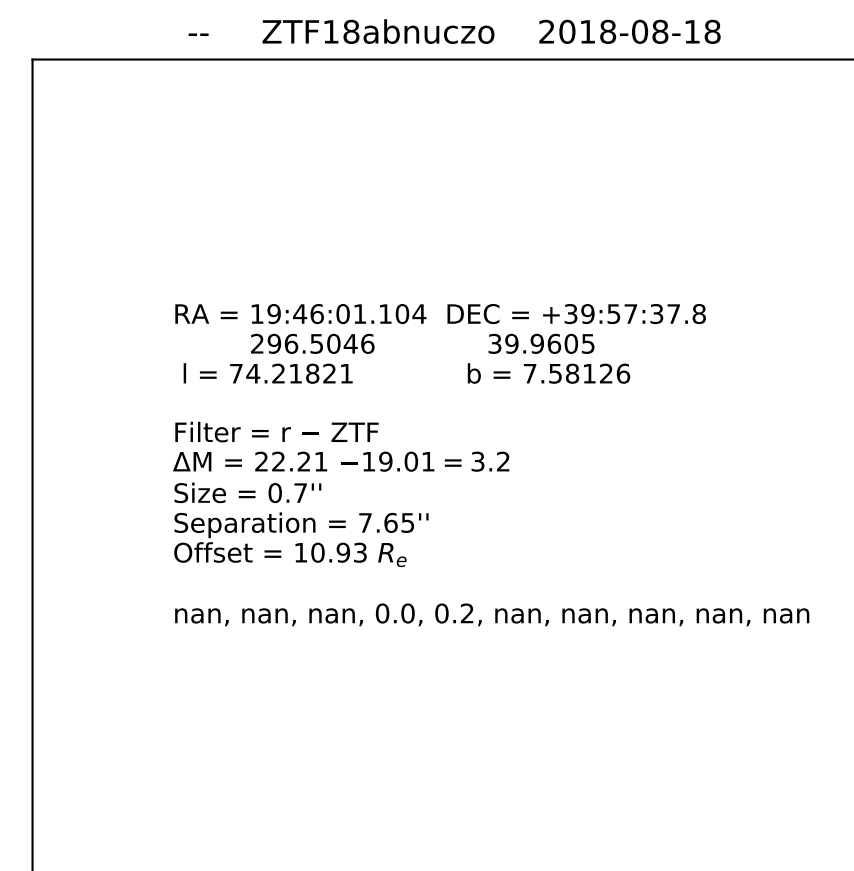 -- ZTF18abnuczo 2018-08-18
RA = 19:46:01.104 DEC = +39:57:37.8
296.5046 39.9605
l = 74.21821 b = 7.58126
Filter = r − ZTF
ΔM = 22.21 −19.01 = 3.2
Size = 0.7''
Separation = 7.65''
Offset = 10.93 Rₑ
nan, nan, nan, 0.0, 0.2, nan, nan, nan, nan, nan